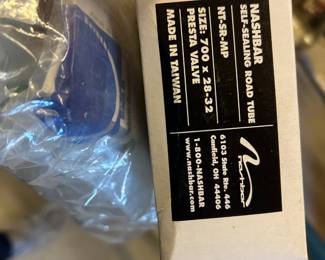 NASHBAR
SELF-SEALING ROAD TUBE
NT-SR-MP
SIZE: 700 x 28-32
PRESTA VALVE
MADE IN TAIWAN
nashbar
6103 State Rte. 446
Canfield, OH 44406
1-800-NASHBAR
www.nashbar.com